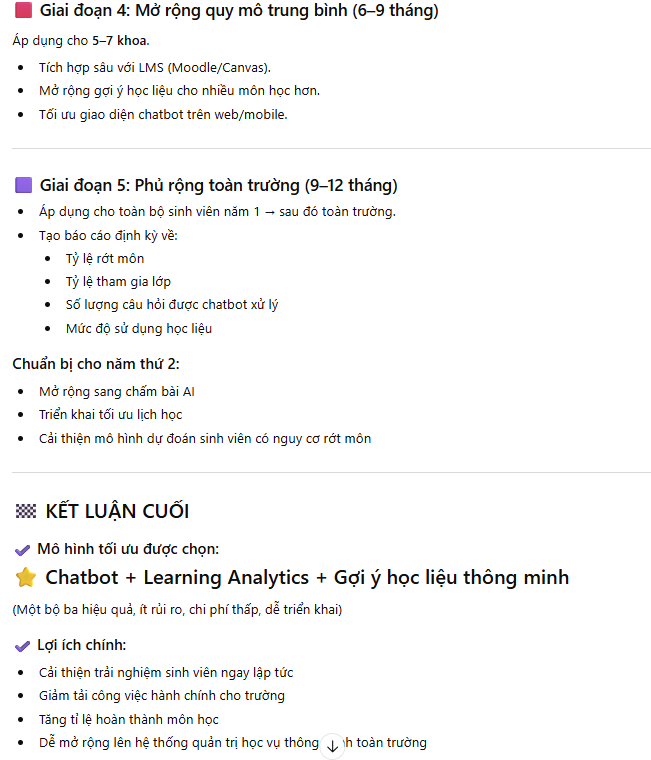 Giai đoạn 4: Mở rộng quy mô trung bình (6–9 tháng)
Áp dụng cho 5–7 khoa.
Tích hợp sâu với LMS (Moodle/Canvas).
Mở rộng gợi ý học liệu cho nhiều môn học hơn.
Tối ưu giao diện chatbot trên web/mobile.
Giai đoạn 5: Phủ rộng toàn trường (9–12 tháng)
Áp dụng cho toàn bộ sinh viên năm 1 → sau đó toàn trường.
Tạo báo cáo định kỳ về:
Tỷ lệ rớt môn
Tỷ lệ tham gia lớp
Số lượng câu hỏi được chatbot xử lý
Mức độ sử dụng học liệu
Chuẩn bị cho năm thứ 2:
Mở rộng sang chấm bài AI
Triển khai tối ưu lịch học
Cải thiện mô hình dự đoán sinh viên có nguy cơ rớt môn
KẾT LUẬN CUỐI
Mô hình tối ưu được chọn:
Chatbot + Learning Analytics + Gợi ý học liệu thông minh
(Một bộ ba hiệu quả, ít rủi ro, chi phí thấp, dễ triển khai)
Lợi ích chính:
Cải thiện trải nghiệm sinh viên ngay lập tức
Giảm tải công việc hành chính cho trường
Tăng tỉ lệ hoàn thành môn học
Dễ mở rộng lên hệ thống quản trị học vụ thông toàn trường